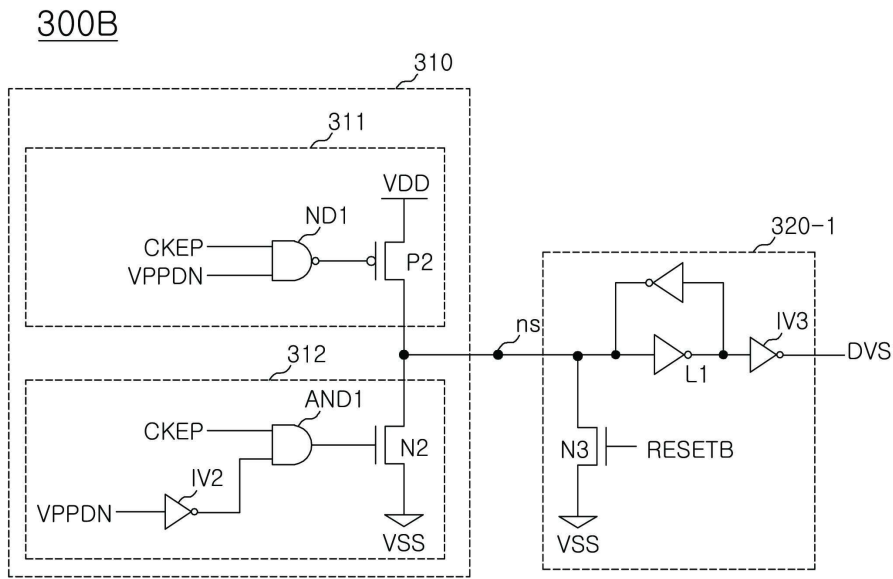 300B
310
311
VDD
ND1
CKEP
VPPDN
P2
320-1
ns
IV3
DVS
L1
312
AND1
CKEP
N2
IV2
VPPDN
VSS
N3
RESETB
VSS